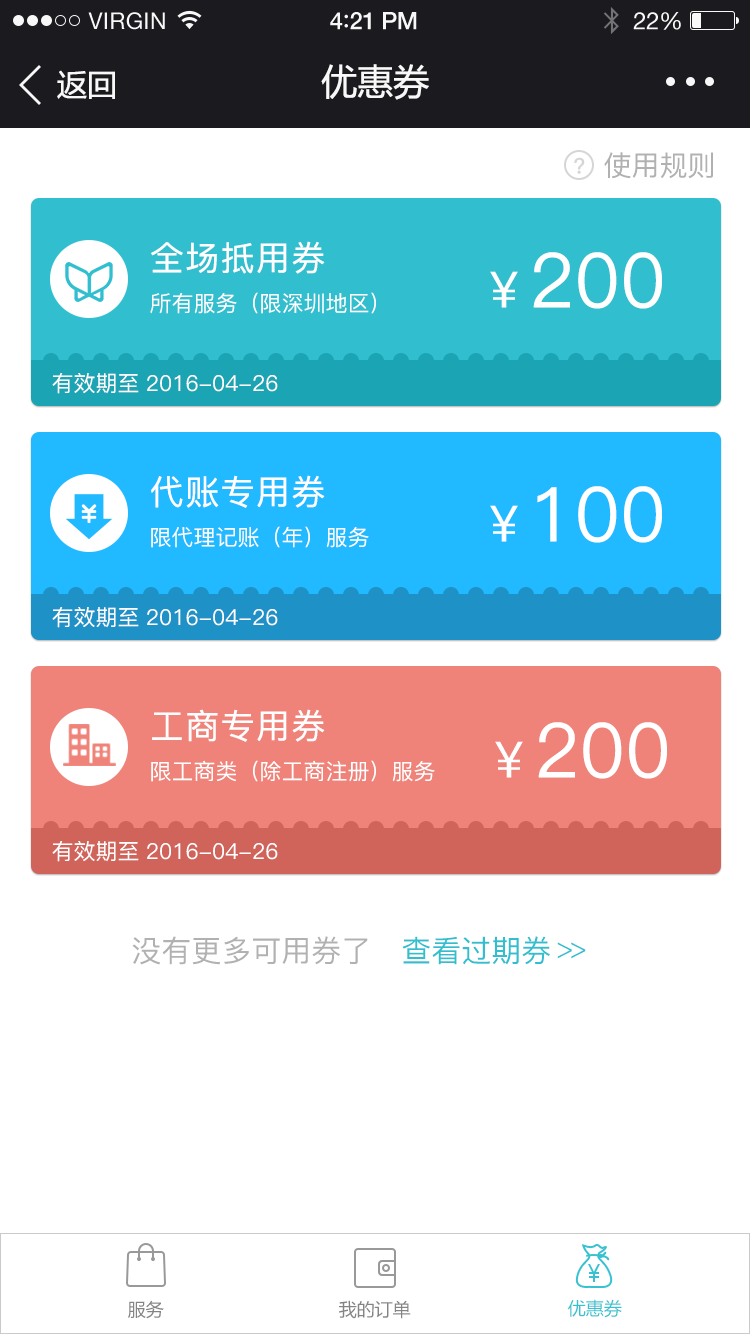 VIRGIN 4:21 PM 22%
返回 优惠券
? 使用规则
全场抵用券
所有服务（限深圳地区）
¥ 200
有效期至 2016-04-26
代账专用券
限代理记账（年）服务
¥ 100
¥
有效期至 2016-04-26
工商专用券
限工商类（除工商注册）服务
¥ 200
有效期至 2016-04-26
没有更多可用券了 查看过期券 >>
¥
服务 我的订单 优惠券